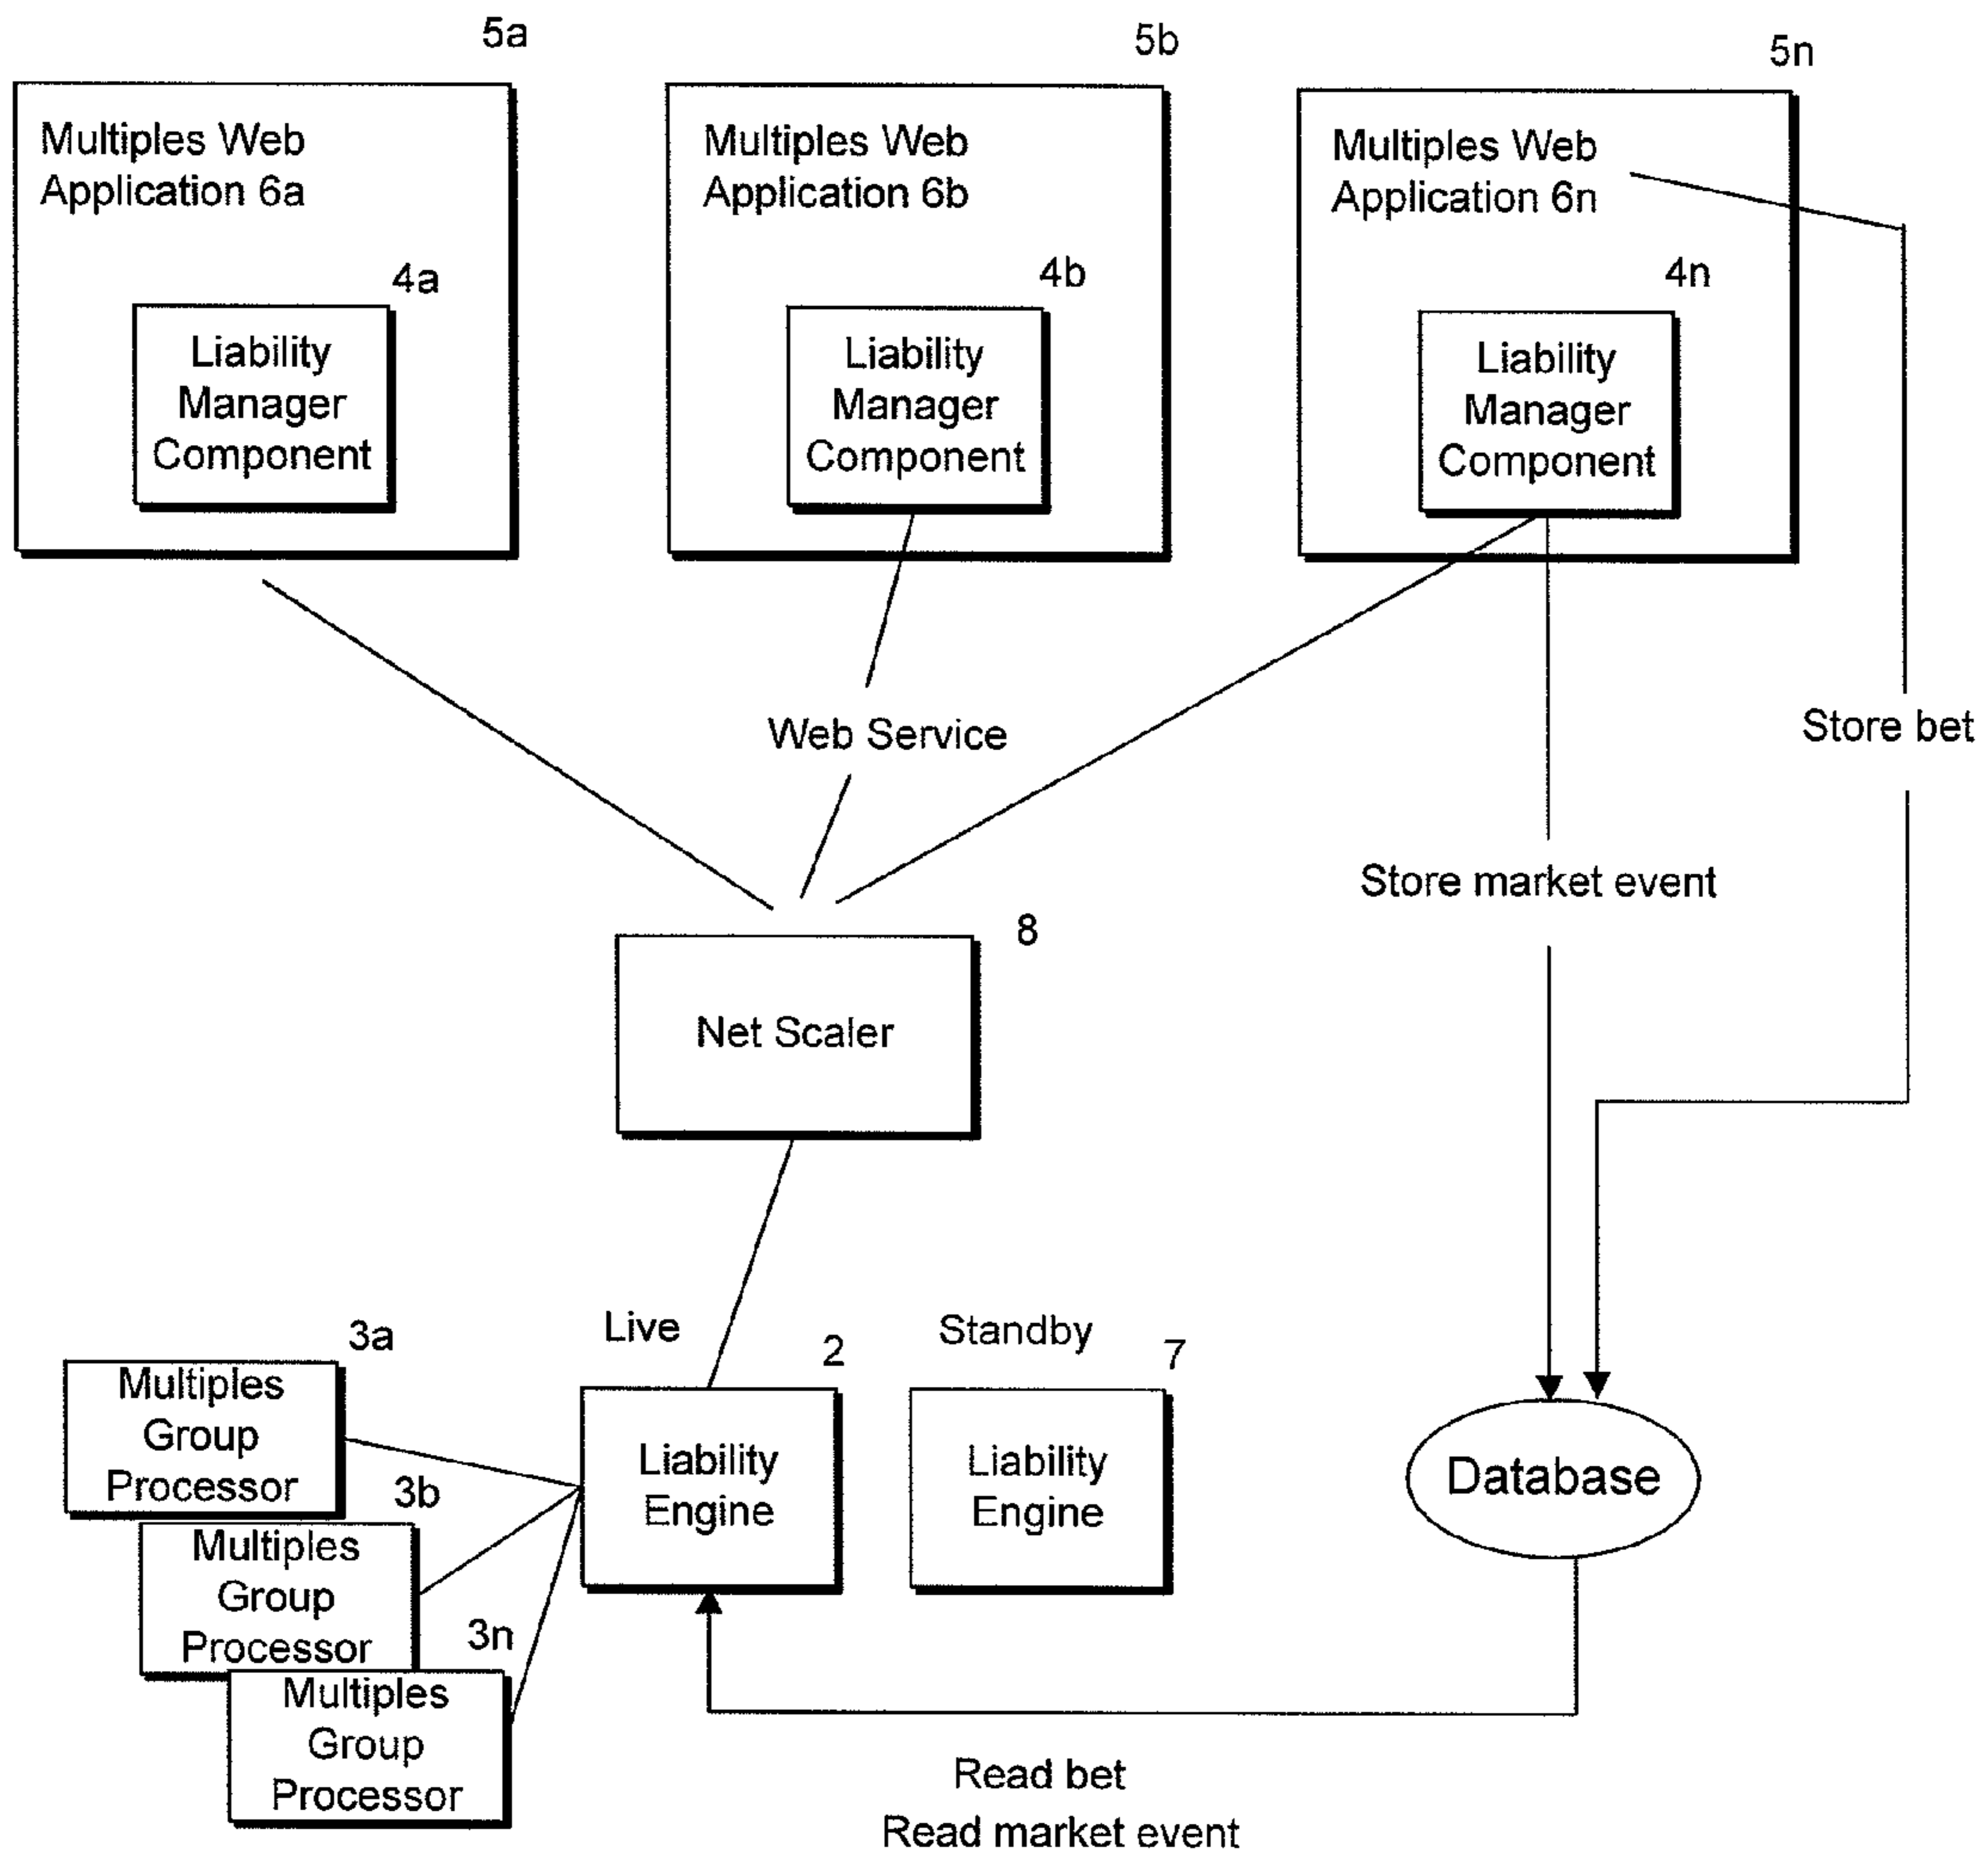 5a
5b
5n
Multiples Web
Application 6a
Multiples Web
Application 6b
Multiples Web
Application 6n
4a
4b
4n
Liability
Manager
Component
Liability
Manager
Component
Liability
Manager
Component
Web Service
Store bet
Store market event
8
Net Scaler
Live
Standby
3a
2
7
Multiples
Group
Processor
3b
Multiples
Group
Processor
3n
Multiples
Group
Processor
Liability
Engine
Liability
Engine
Database
Read bet
Read market event